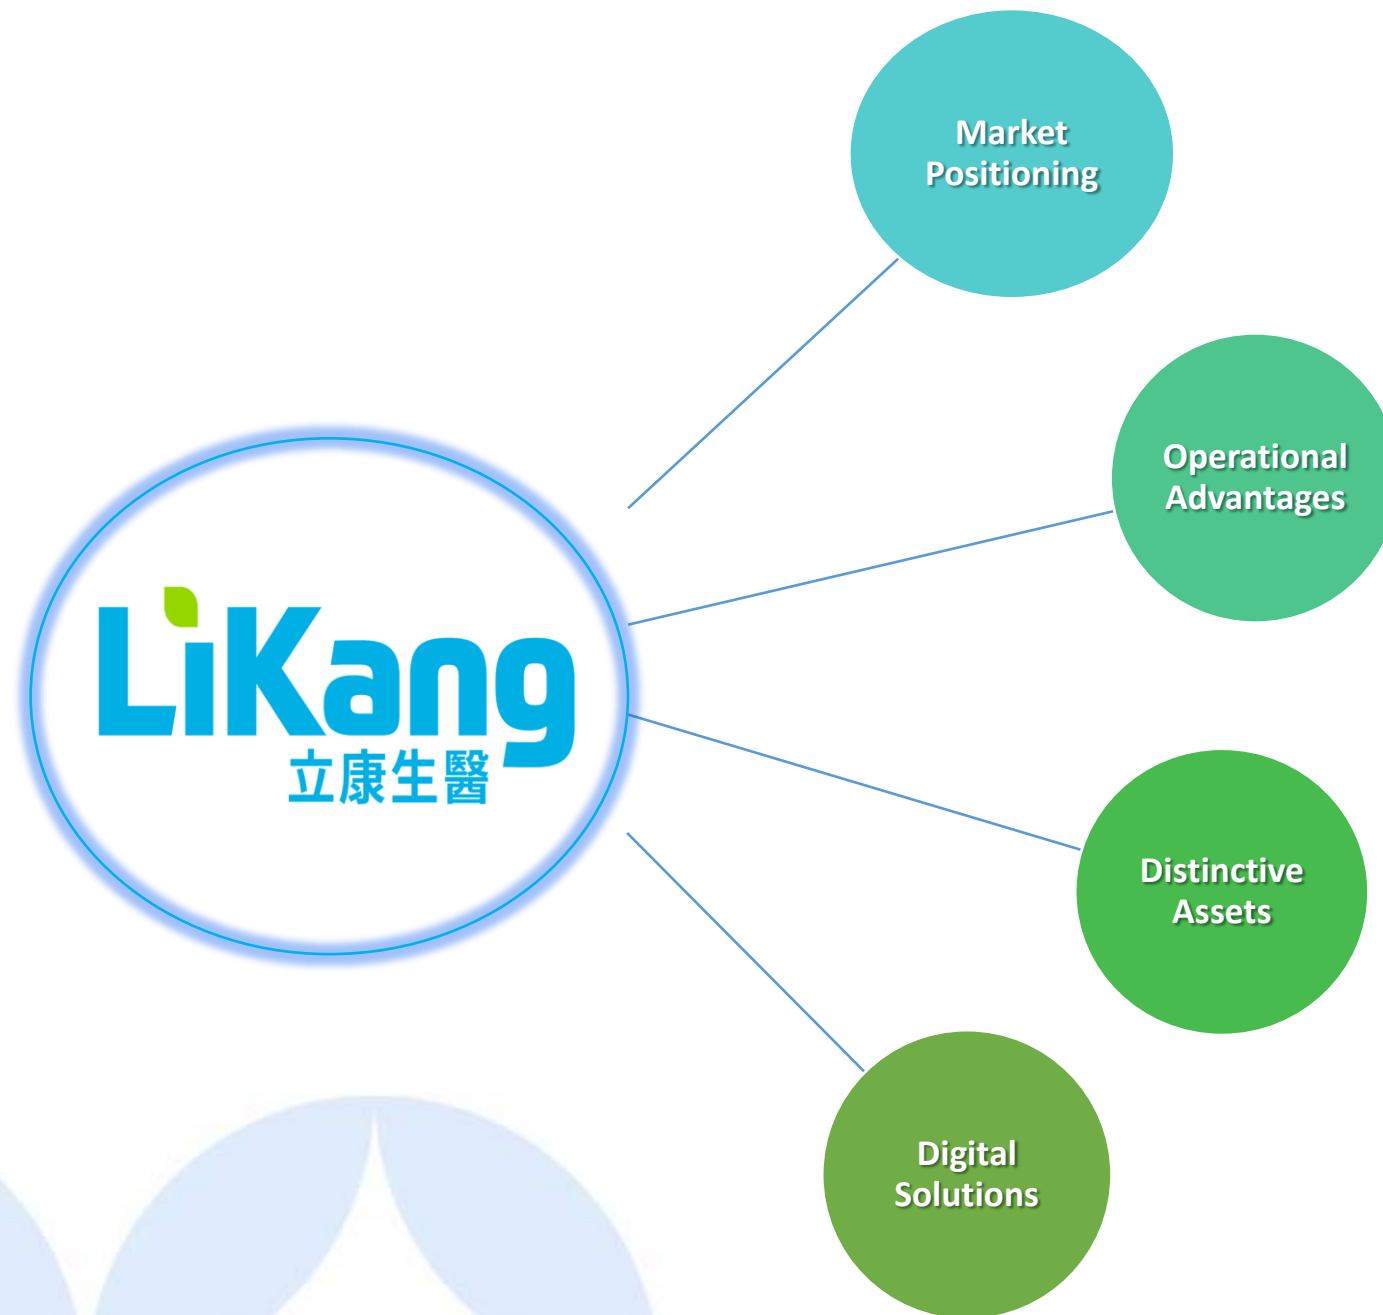 Market
Positioning
Operational
Advantages
LiKang
立康生醫
Distinctive
Assets
Digital
Solutions